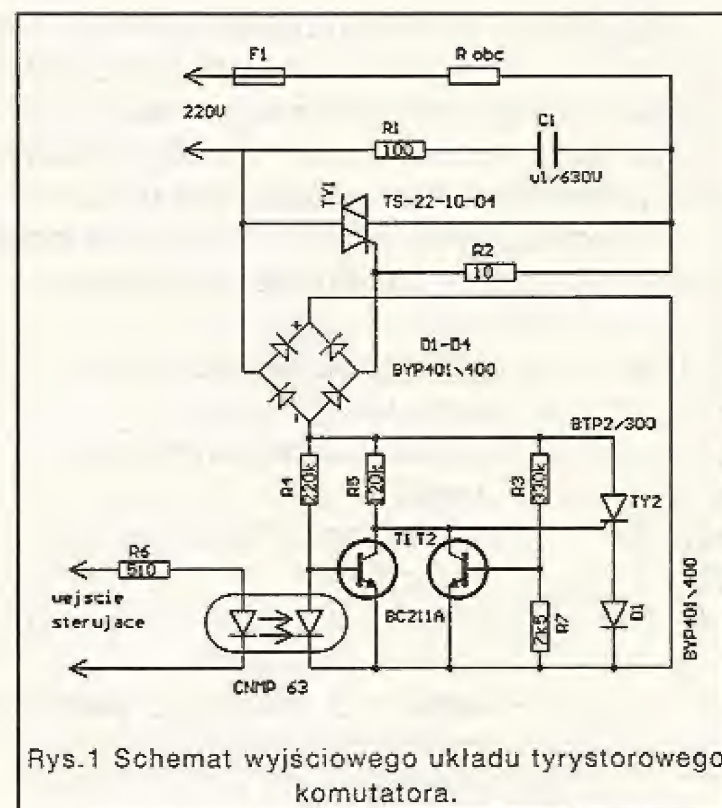 F1
R obc
220V
R1
100
C1
u1/630V
TY1
TS-22-10-04
R2
10
+
D1-D4
BYP401\400
-
BTP2/300
R4
220k
R5
120k
R3
330k
TY2
T1 T2
R6
510
wejscie
sterujace
BC211A
7k5
R7
D1
BYP401\400
CNMP 63
Rys.1 Schemat wyjściowego układu tyrystorowego
komutatora.